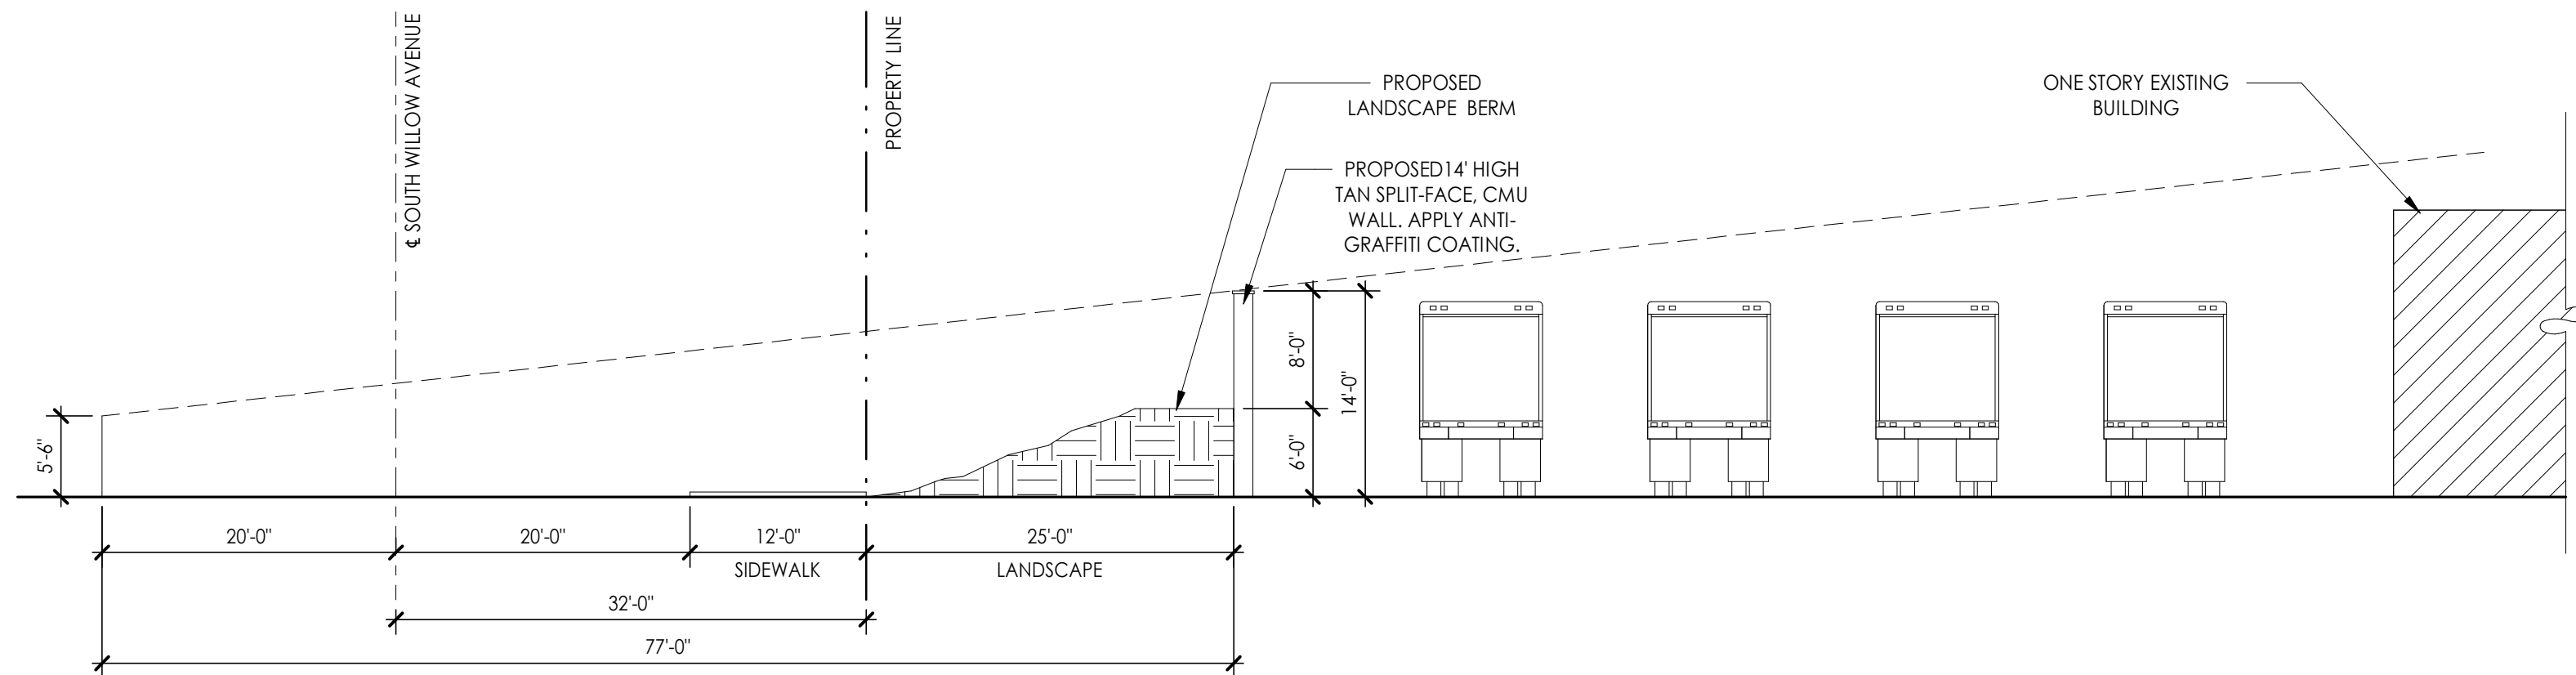 ℄ SOUTH WILLOW AVENUE
PROPERTY LINE
PROPOSED
LANDSCAPE BERM
PROPOSED14' HIGH
TAN SPLIT-FACE, CMU
WALL. APPLY ANTI-
GRAFFITI COATING.
ONE STORY EXISTING
BUILDING
5'-6"
8'-0"
6'-0"
14'-0"
20'-0"
20'-0"
12'-0"
SIDEWALK
25'-0"
LANDSCAPE
32'-0"
77'-0"